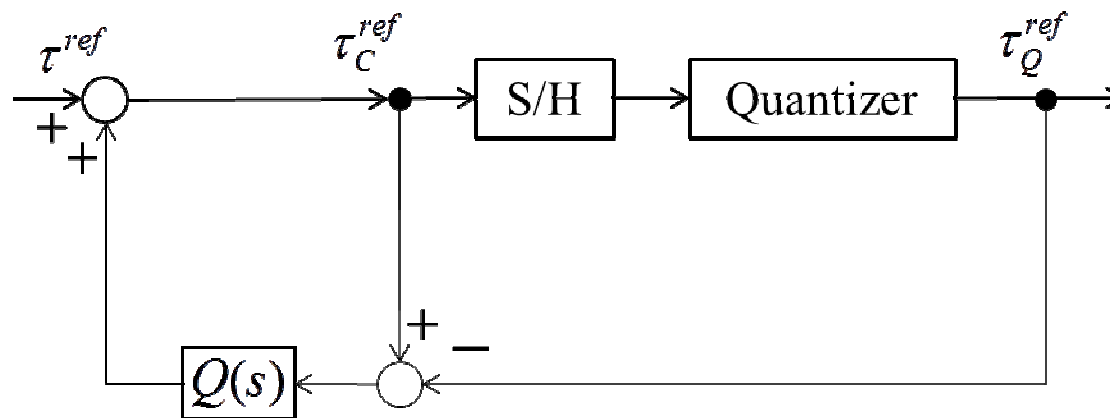 τ^ref
τ_C^ref
τ_Q^ref
S/H
Quantizer
+
+
+
−
Q(s)